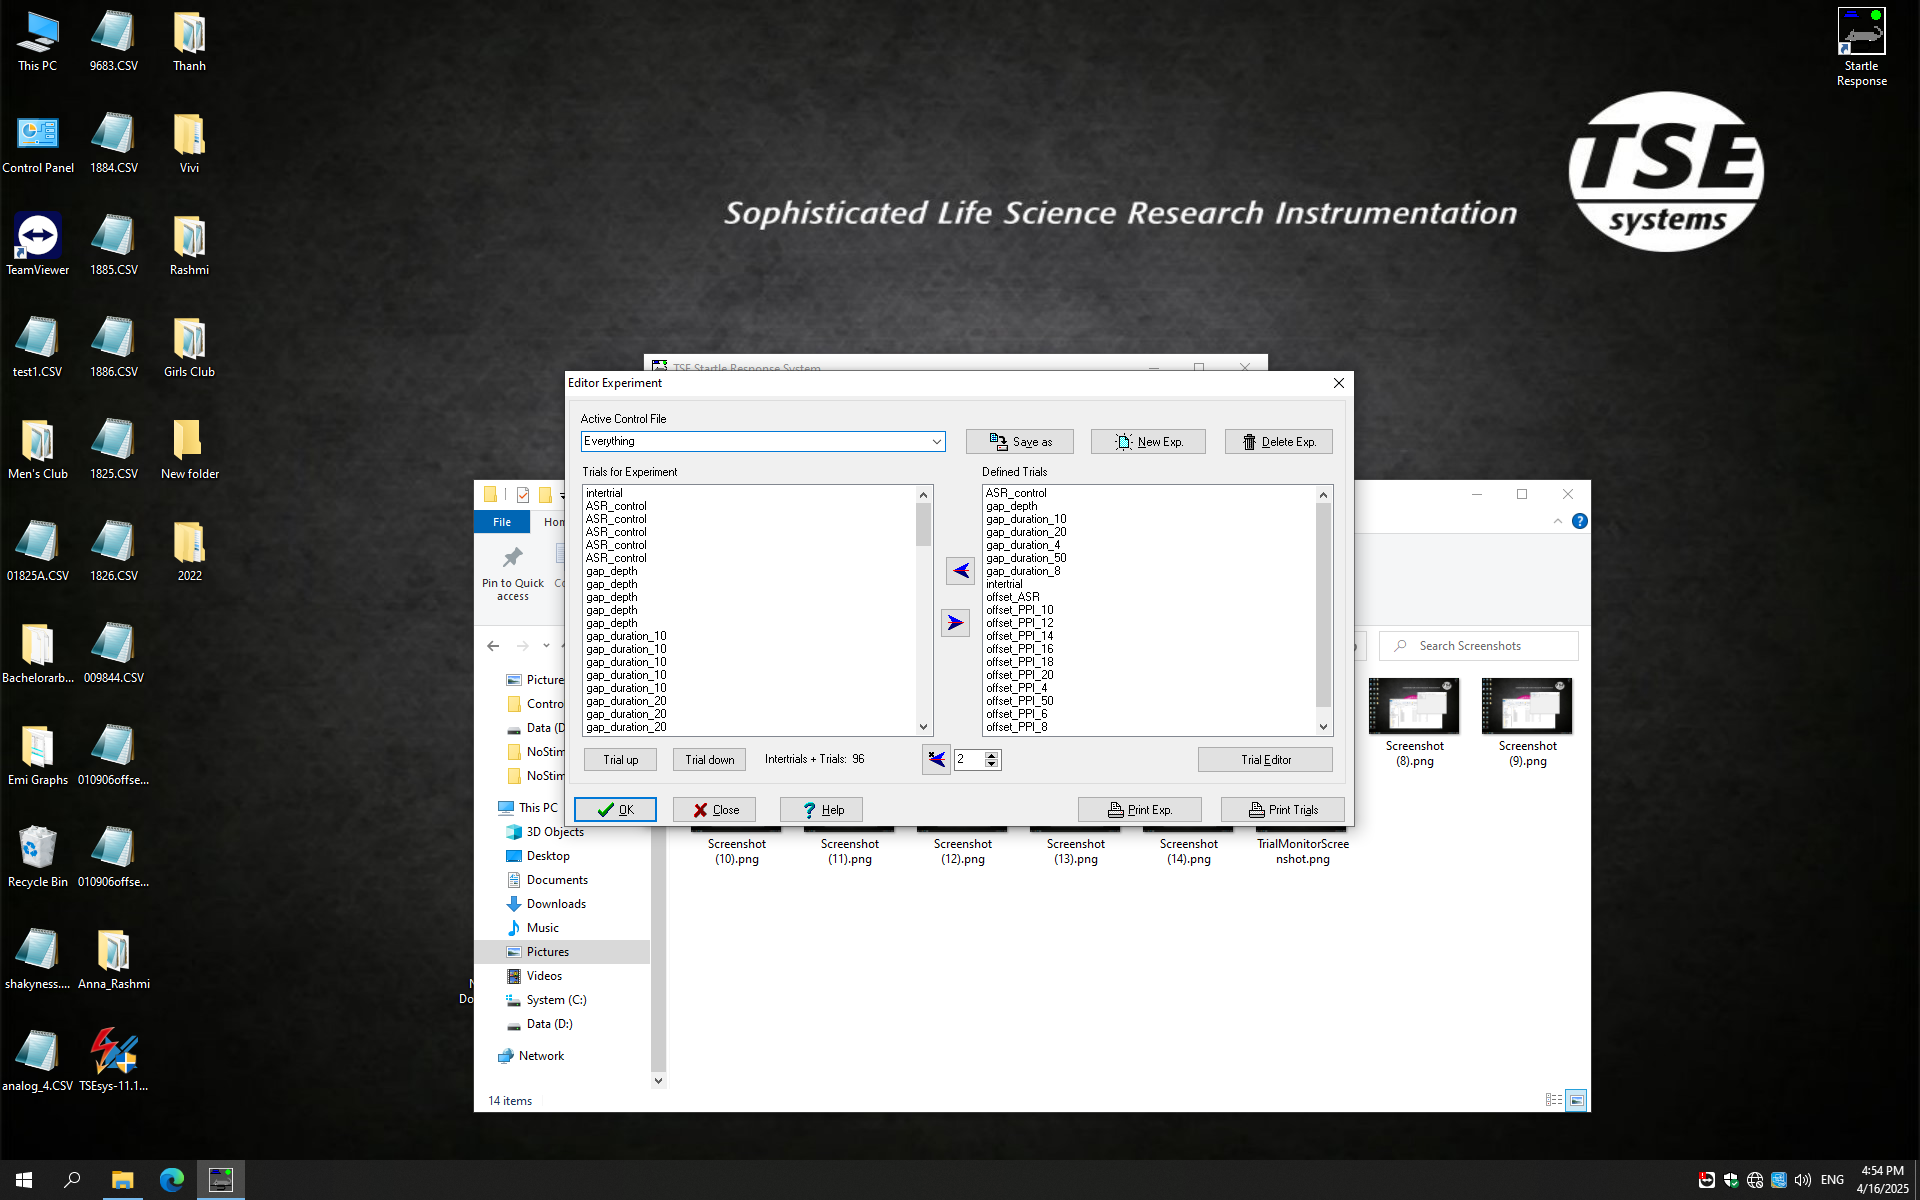 This PC
9683.CSV
Thanh
Startle
Response
Control Panel
1884.CSV
Vivi
TSE
systems
Sophisticated Life Science Research Instrumentation
TeamViewer
1885.CSV
Rashmi
test1.CSV
1886.CSV
Girls Club
Men's Club
1825.CSV
New folder
01825A.CSV
1826.CSV
2022
Bachelorarb...
009844.CSV
Emi Graphs
010906offse...
Recycle Bin
010906offse...
shakyness....
Anna_Rashmi
analog_4.CSV
TSEsys-11.1...
TSE Startle Response System
Editor Experiment
Active Control File
Everything
Save as
New Exp.
Delete Exp.
Trials for Experiment
intertrial
ASR_control
ASR_control
ASR_control
ASR_control
ASR_control
gap_depth
gap_depth
gap_depth
gap_depth
gap_depth
gap_duration_10
gap_duration_10
gap_duration_10
gap_duration_10
gap_duration_10
gap_duration_20
gap_duration_20
gap_duration_20
Defined Trials
ASR_control
gap_depth
gap_duration_10
gap_duration_20
gap_duration_4
gap_duration_50
gap_duration_8
intertrial
offset_ASR
offset_PPI_10
offset_PPI_12
offset_PPI_14
offset_PPI_16
offset_PPI_18
offset_PPI_20
offset_PPI_4
offset_PPI_50
offset_PPI_6
offset_PPI_8
Trial up
Trial down
Intertrials + Trials: 96
2
Trial Editor
OK
Close
Help
Print Exp.
Print Trials
File
Hom
Pin to Quick
access
Co
Search Screenshots
Picture
Contro
Data (D
NoStim
NoStim
This PC
3D Objects
Desktop
Documents
Downloads
Music
Pictures
Videos
System (C:)
Data (D:)
Network
Screenshot
(8).png
Screenshot
(9).png
Screenshot
(10).png
Screenshot
(11).png
Screenshot
(12).png
Screenshot
(13).png
Screenshot
(14).png
TrialMonitorScree
nshot.png
14 items
N
Do
ENG
4:54 PM
4/16/2025